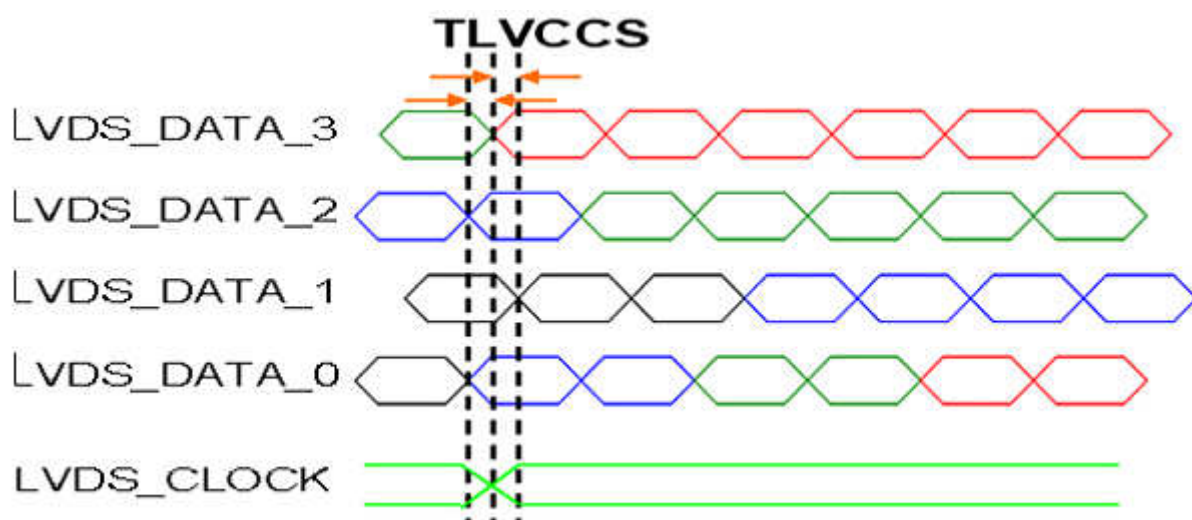 TLVCCS
LVDS_DATA_3
LVDS_DATA_2
LVDS_DATA_1
LVDS_DATA_0
LVDS_CLOCK